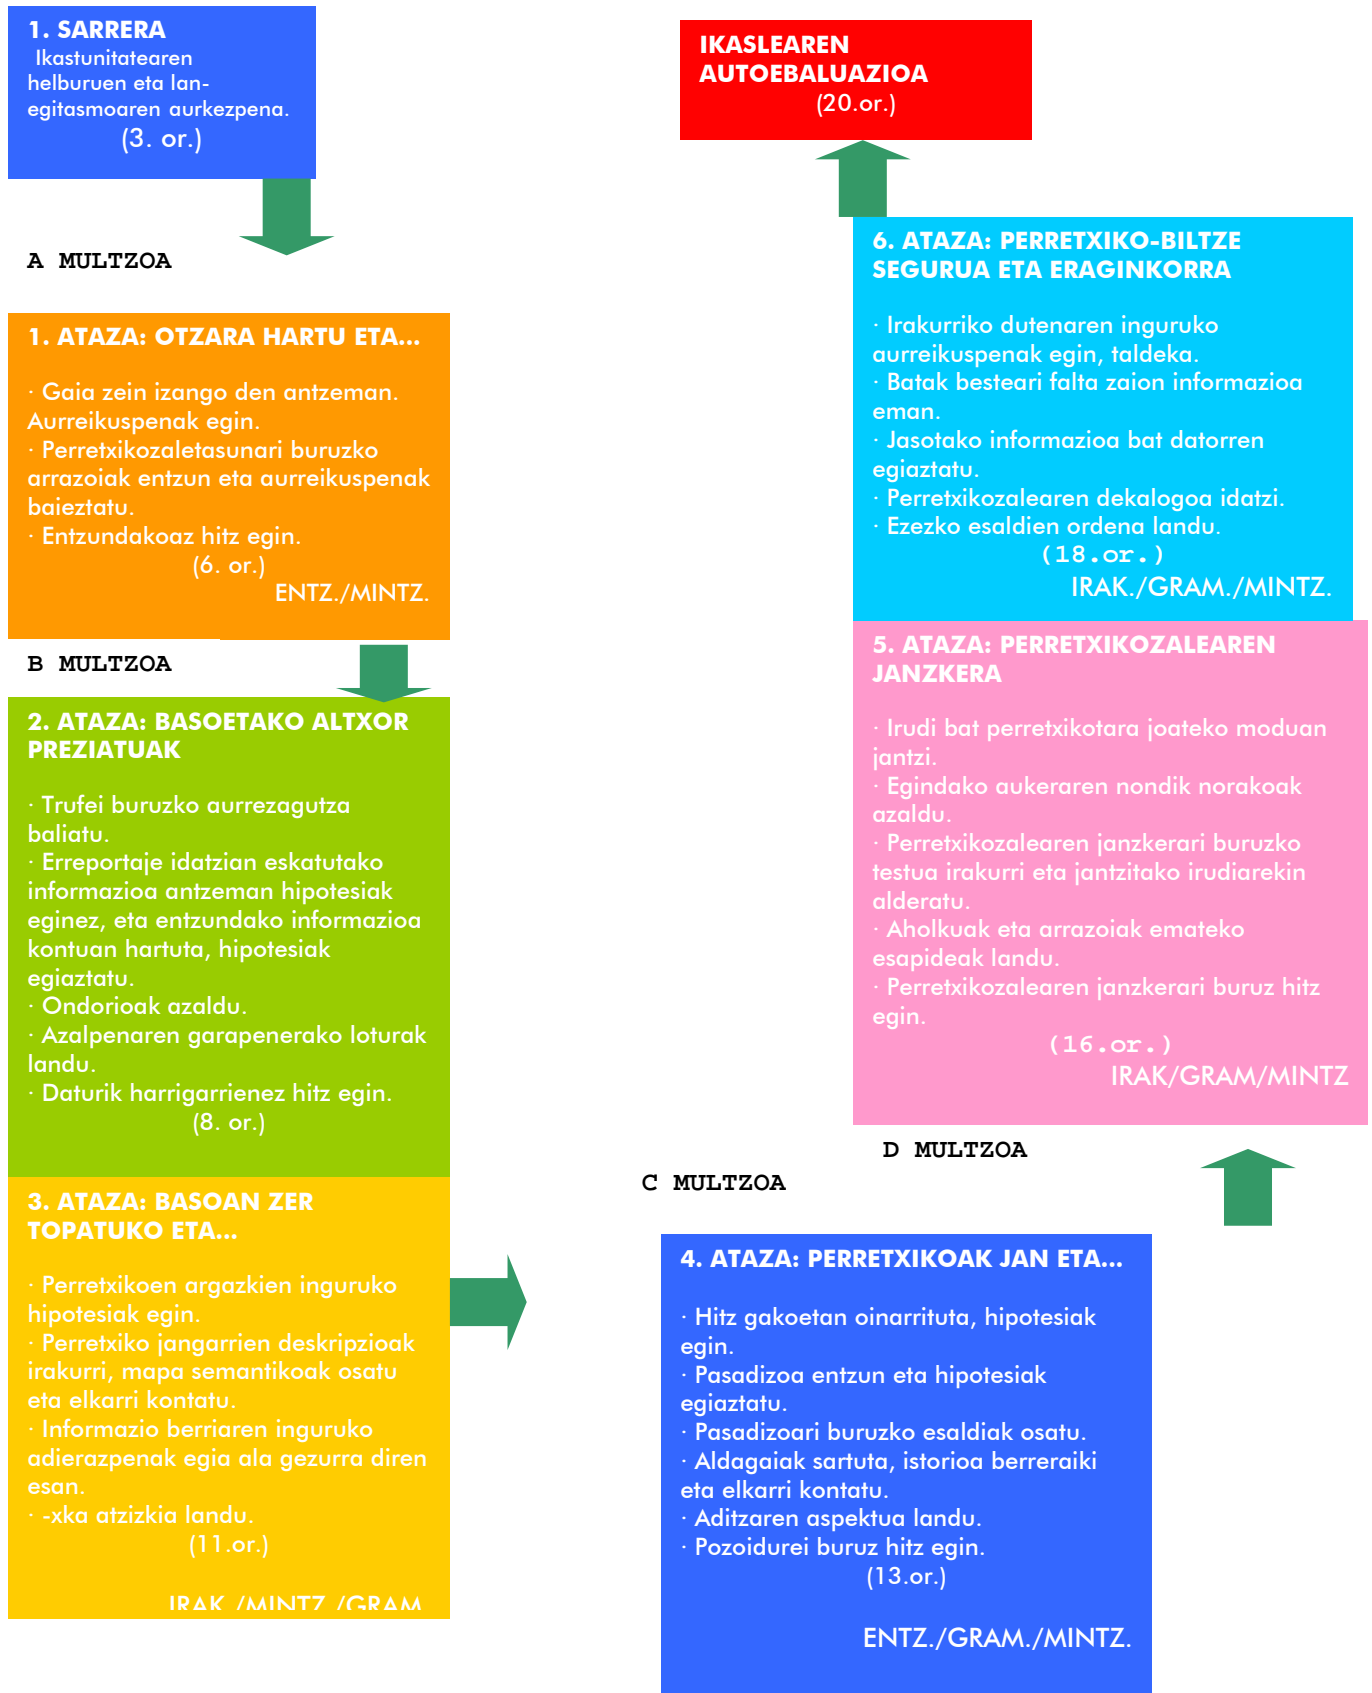 1. SARRERA
Ikastunitatearen
helburuen eta lan-
egitasmoaren aurkezpena.
(3. or.)
A MULTZOA
1. ATAZA: OTZARA HARTU ETA...
· Gaia zein izango den antzeman.
Aurreikuspenak egin.
· Perretxikozaletasunari buruzko
arrazoiak entzun eta aurreikuspenak
baieztatu.
· Entzundakoaz hitz egin.
(6. or.)
ENTZ./MINTZ.
B MULTZOA
2. ATAZA: BASOETAKO ALTXOR
PREZIATUAK
· Trufei buruzko aurrezagutza
baliatu.
· Erreportaje idatzian eskatutako
informazioa antzeman hipotesiak
eginez, eta entzundako informazioa
kontuan hartuta, hipotesiak
egiaztatu.
· Ondorioak azaldu.
· Azalpenaren garapenerako loturak
landu.
· Daturik harrigarrienez hitz egin.
(8. or.)
3. ATAZA: BASOAN ZER
TOPATUKO ETA...
· Perretxikoen argazkien inguruko
hipotesiak egin.
· Perretxiko jangarrien deskripzioak
irakurri, mapa semantikoak osatu
eta elkarri kontatu.
· Informazio berriaren inguruko
adierazpenak egia ala gezurra diren
esan.
· -xka atzizkia landu.
(11.or.)
IRAK./MINTZ./GRAM.
C MULTZOA
4. ATAZA: PERRETXIKOAK JAN ETA...
· Hitz gakoetan oinarrituta, hipotesiak
egin.
· Pasadizoa entzun eta hipotesiak
egiaztatu.
· Pasadizoari buruzko esaldiak osatu.
· Aldagaiak sartuta, istorioa berreraiki
eta elkarri kontatu.
· Aditzaren aspektua landu.
· Pozoidurei buruz hitz egin.
(13.or.)
ENTZ./GRAM./MINTZ.
D MULTZOA
5. ATAZA: PERRETXIKOZALEAREN
JANZKERA
· Irudi bat perretxikotara joateko moduan
jantzi.
· Egindako aukeraren nondik norakoak
azaldu.
· Perretxikozalearen janzkerari buruzko
testua irakurri eta jantzitako irudiarekin
alderatu.
· Aholkuak eta arrazoiak emateko
esapideak landu.
· Perretxikozalearen janzkerari buruz hitz
egin.
(16.or.)
IRAK/GRAM/MINTZ
6. ATAZA: PERRETXIKO-BILTZE
SEGURUA ETA ERAGINKORRA
· Irakurriko dutenaren inguruko
aurreikuspenak egin, taldeka.
· Batak besteari falta zaion informazioa
eman.
· Jasotako informazioa bat datorren
egiaztatu.
· Perretxikozalearen dekalogoa idatzi.
· Ezezko esaldien ordena landu.
(18.or.)
IRAK./GRAM./MINTZ.
IKASLEAREN
AUTOEBALUAZIOA
(20.or.)